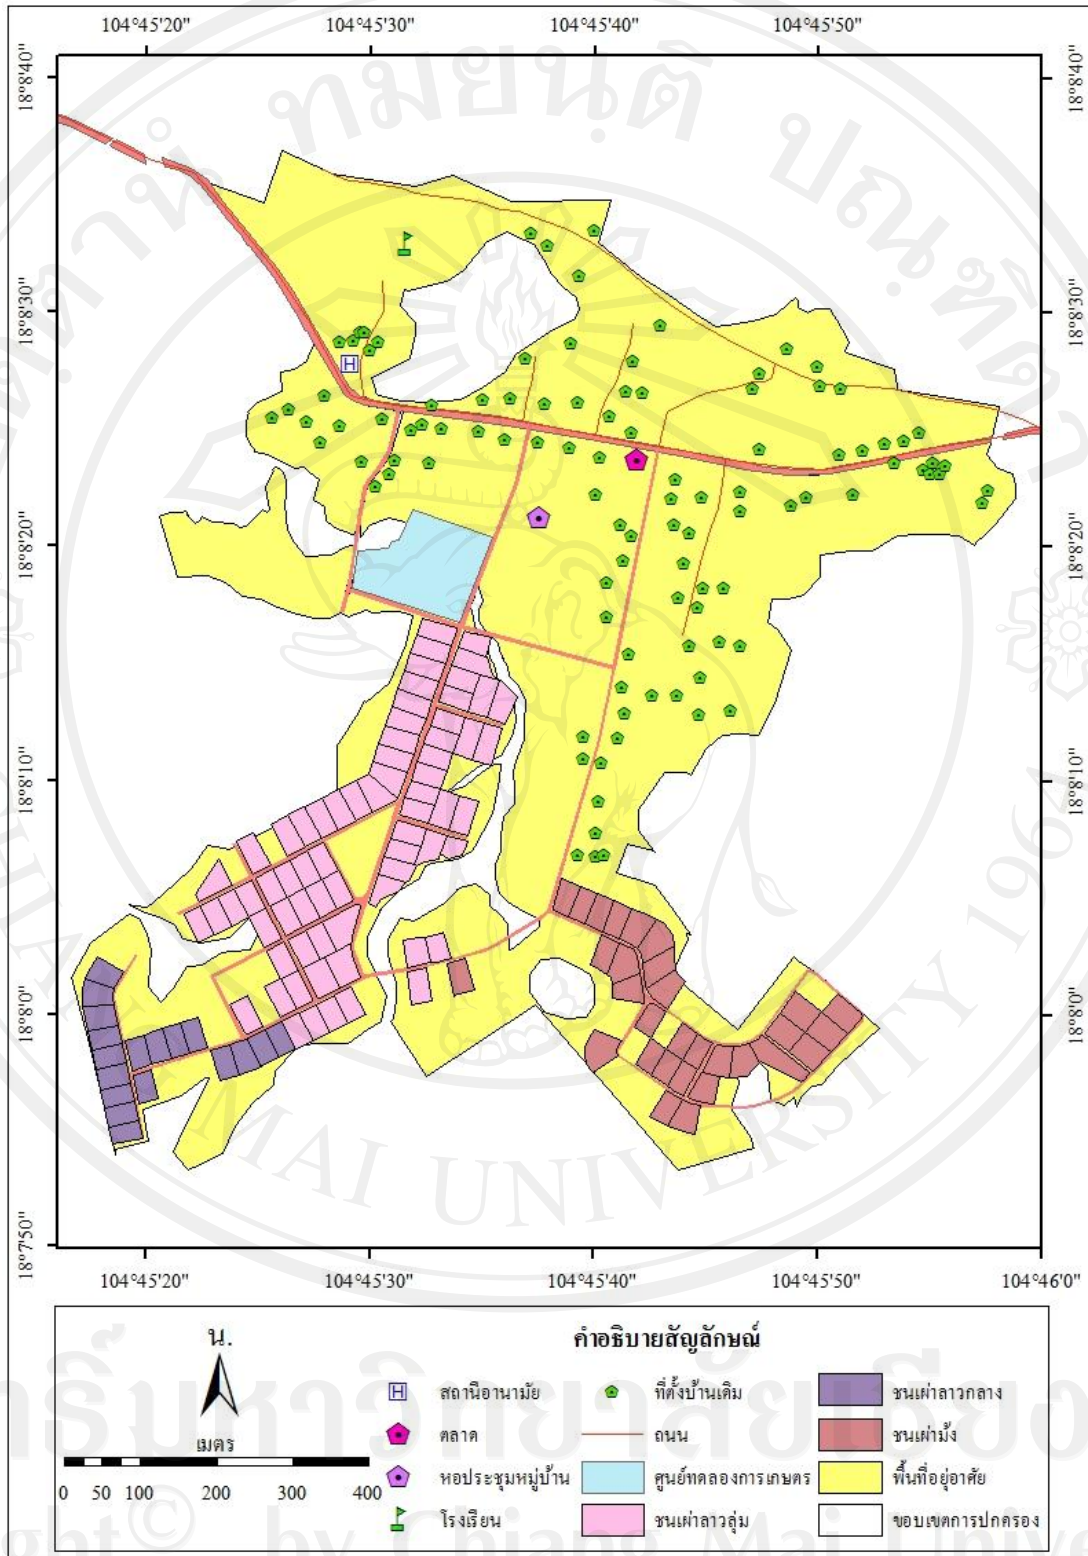 104°45'20" 104°45'30" 104°45'40" 104°45'50"
18°8'40" 18°8'40"
18°8'30" 18°8'30"
18°8'20" 18°8'20"
18°8'10" 18°8'10"
18°8'0" 18°8'0"
18°7'50"
104°45'20" 104°45'30" 104°45'40" 104°45'50" 104°46'0"
H
MAI UNIVERSITY 1964
น.
คำอธิบายสัญลักษณ์
H สถานีอนามัย ที่ตั้งบ้านเดิม ชนเผ่าลาวกลาง
ตลาด ถนน ชนเผ่าม้ง
หอประชุมหมู่บ้าน ศูนย์ทดลองการเกษตร พื้นที่อยู่อาศัย
โรงเรียน ชนเผ่าลาวลุ่ม ขอบเขตการปกครอง
เมตร
0 50 100 200 300 400